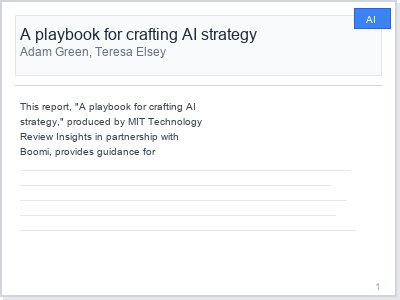 AI
A playbook for crafting AI strategy
Adam Green, Teresa Elsey
This report, "A playbook for crafting AI
strategy," produced by MIT Technology
Review Insights in partnership with
Boomi, provides guidance for
1